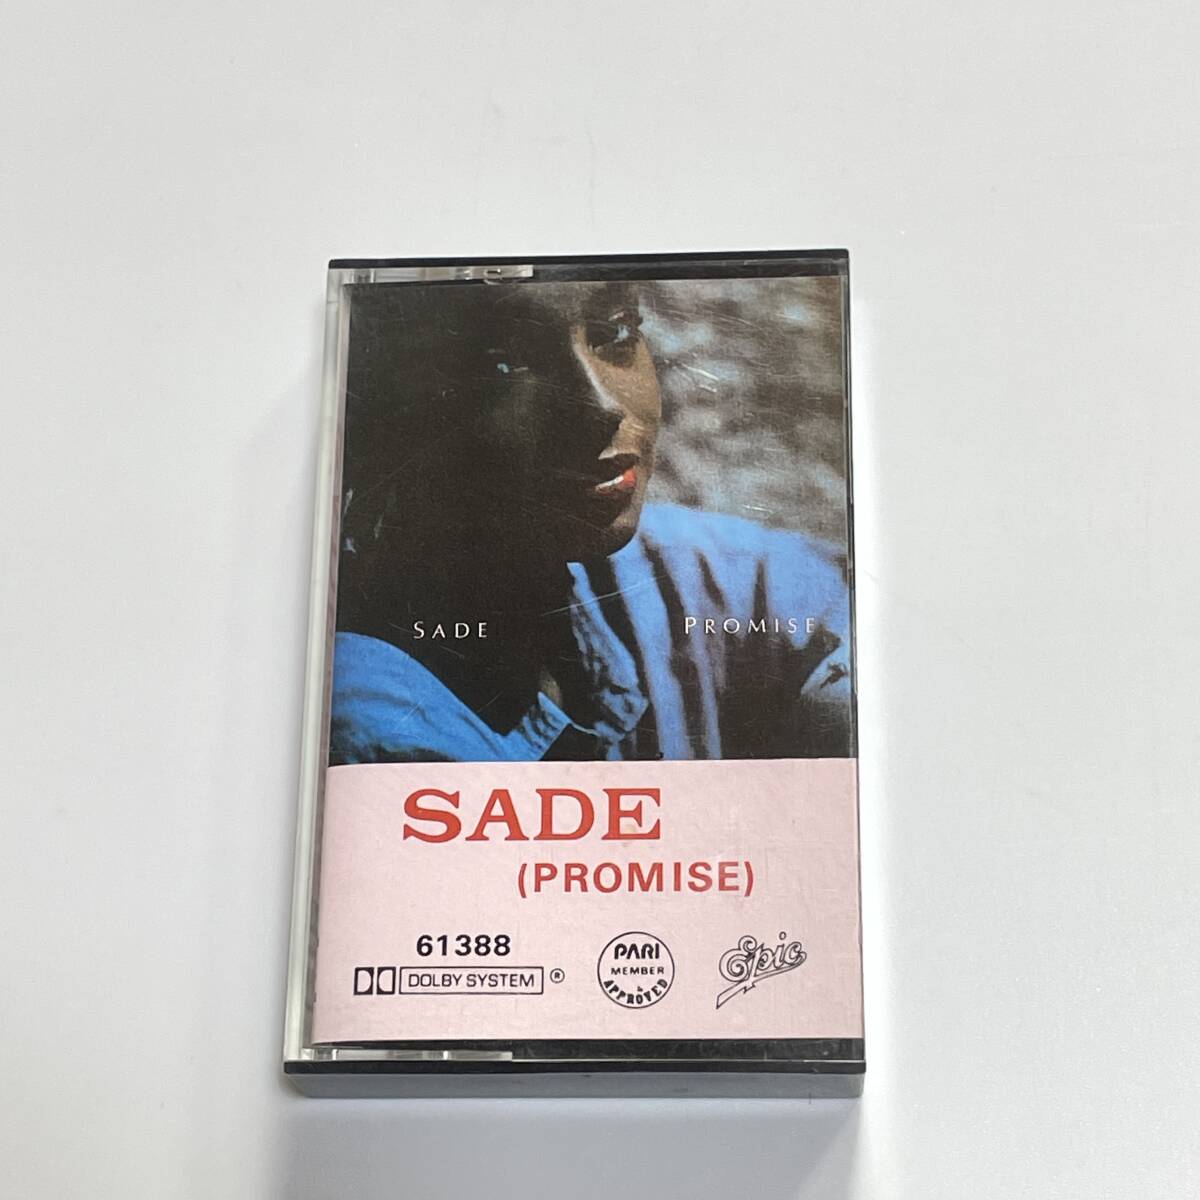 SADE PROMISE
SADE
(PROMISE)
61388
DOLBY SYSTEM ®
PARI
MEMBER
&
APPROVED
Epic